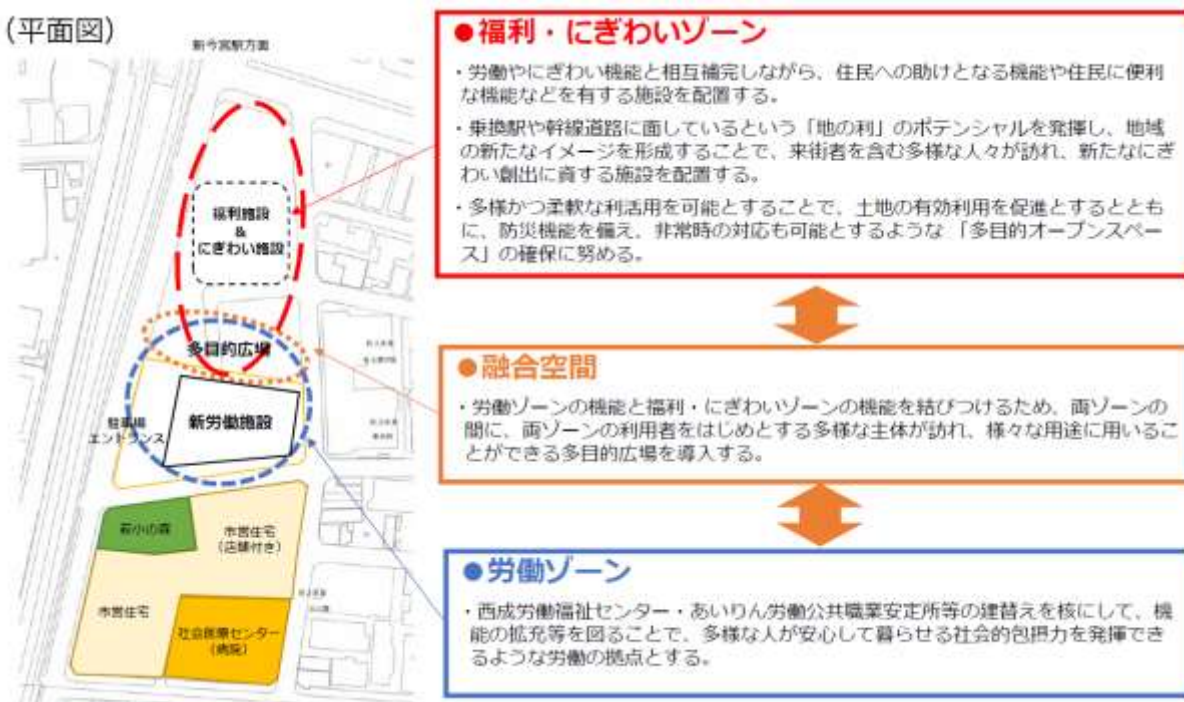 (平面図)
新今宮駅方面
福利施設
&
にぎわい施設
多目的広場
駐車場
エントランス
新労働施設
萩小の森
市営住宅
(店舗付き)
市営住宅
社会医療センター
(病院)
●福利・にぎわいゾーン
・労働やにぎわい機能と相互補完しながら、住民への助けとなる機能や住民に便利
な機能などを有する施設を配置する。
・乗換駅や幹線道路に面しているという「地の利」のポテンシャルを発揮し、地域
の新たなイメージを形成することで、来街者を含む多様な人々が訪れ、新たなにぎ
わい創出に資する施設を配置する。
・多様かつ柔軟な利活用を可能とすることで、土地の有効利用を促進とするととも
に、防災機能を備え、非常時の対応も可能とするような「多目的オープンスペー
ス」の確保に努める。
●融合空間
・労働ゾーンの機能と福利・にぎわいゾーンの機能を結びつけるため、両ゾーンの
間に、両ゾーンの利用者をはじめとする多様な主体が訪れ、様々な用途に用いるこ
とができる多目的広場を導入する。
●労働ゾーン
・西成労働福祉センター・あいりん労働公共職業安定所等の建替えを核にして、機
能の拡充等を図ることで、多様な人が安心して暮らせる社会的包摂力を発揮でき
るような労働の拠点とする。